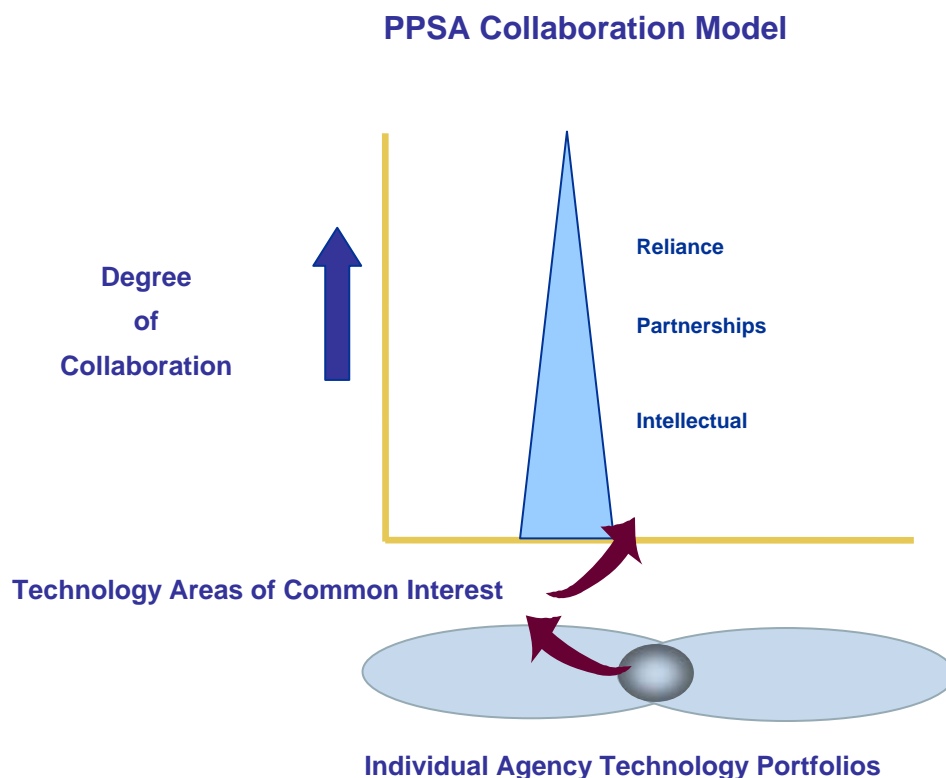 PPSA Collaboration Model
Reliance
Degree
of
Collaboration
Partnerships
Intellectual
Technology Areas of Common Interest
Individual Agency Technology Portfolios